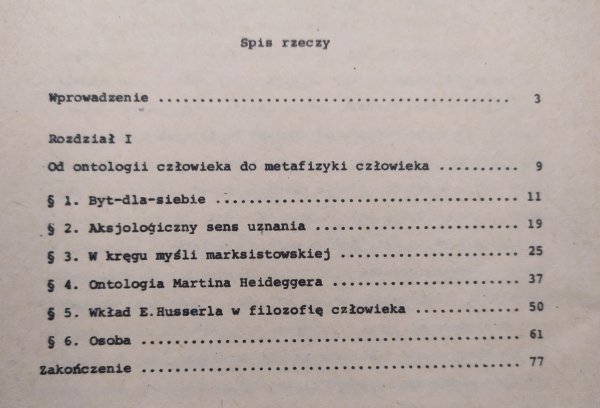 Spis rzeczy
Wprowadzenie ............................................ 3
Rozdział I
Od ontologii człowieka do metafizyki człowieka .......... 9
§ 1. Byt-dla-siebie ..................................... 11
§ 2. Aksjologiczny sens uznania ......................... 19
§ 3. W kręgu myśli marksistowskiej ...................... 25
§ 4. Ontologia Martina Heideggera ....................... 37
§ 5. Wkład E.Husserla w filozofię człowieka ............. 50
§ 6. Osoba .............................................. 61
Zakończenie ............................................. 77